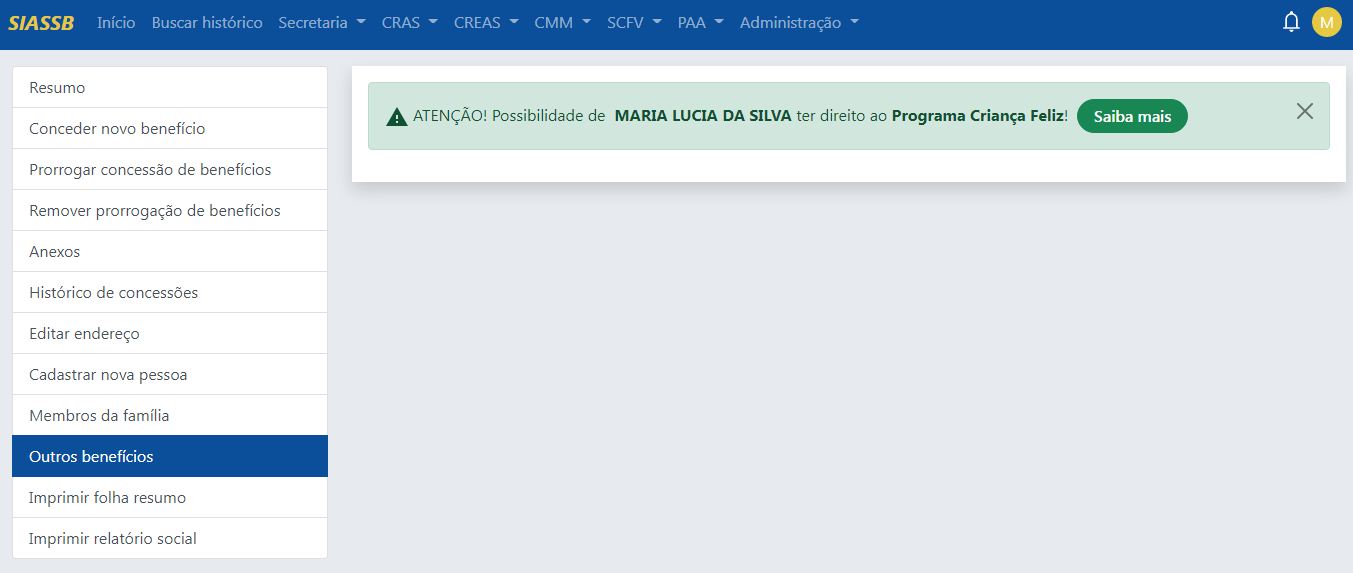 SIASSB Início Buscar histórico Secretaria CRAS CREAS CMM SCFV PAA Administração M
Resumo
Conceder novo benefício
Prorrogar concessão de benefícios
Remover prorrogação de benefícios
Anexos
Histórico de concessões
Editar endereço
Cadastrar nova pessoa
Membros da família
Outros benefícios
Imprimir folha resumo
Imprimir relatório social
ATENÇÃO! Possibilidade de MARIA LUCIA DA SILVA ter direito ao Programa Criança Feliz! Saiba mais